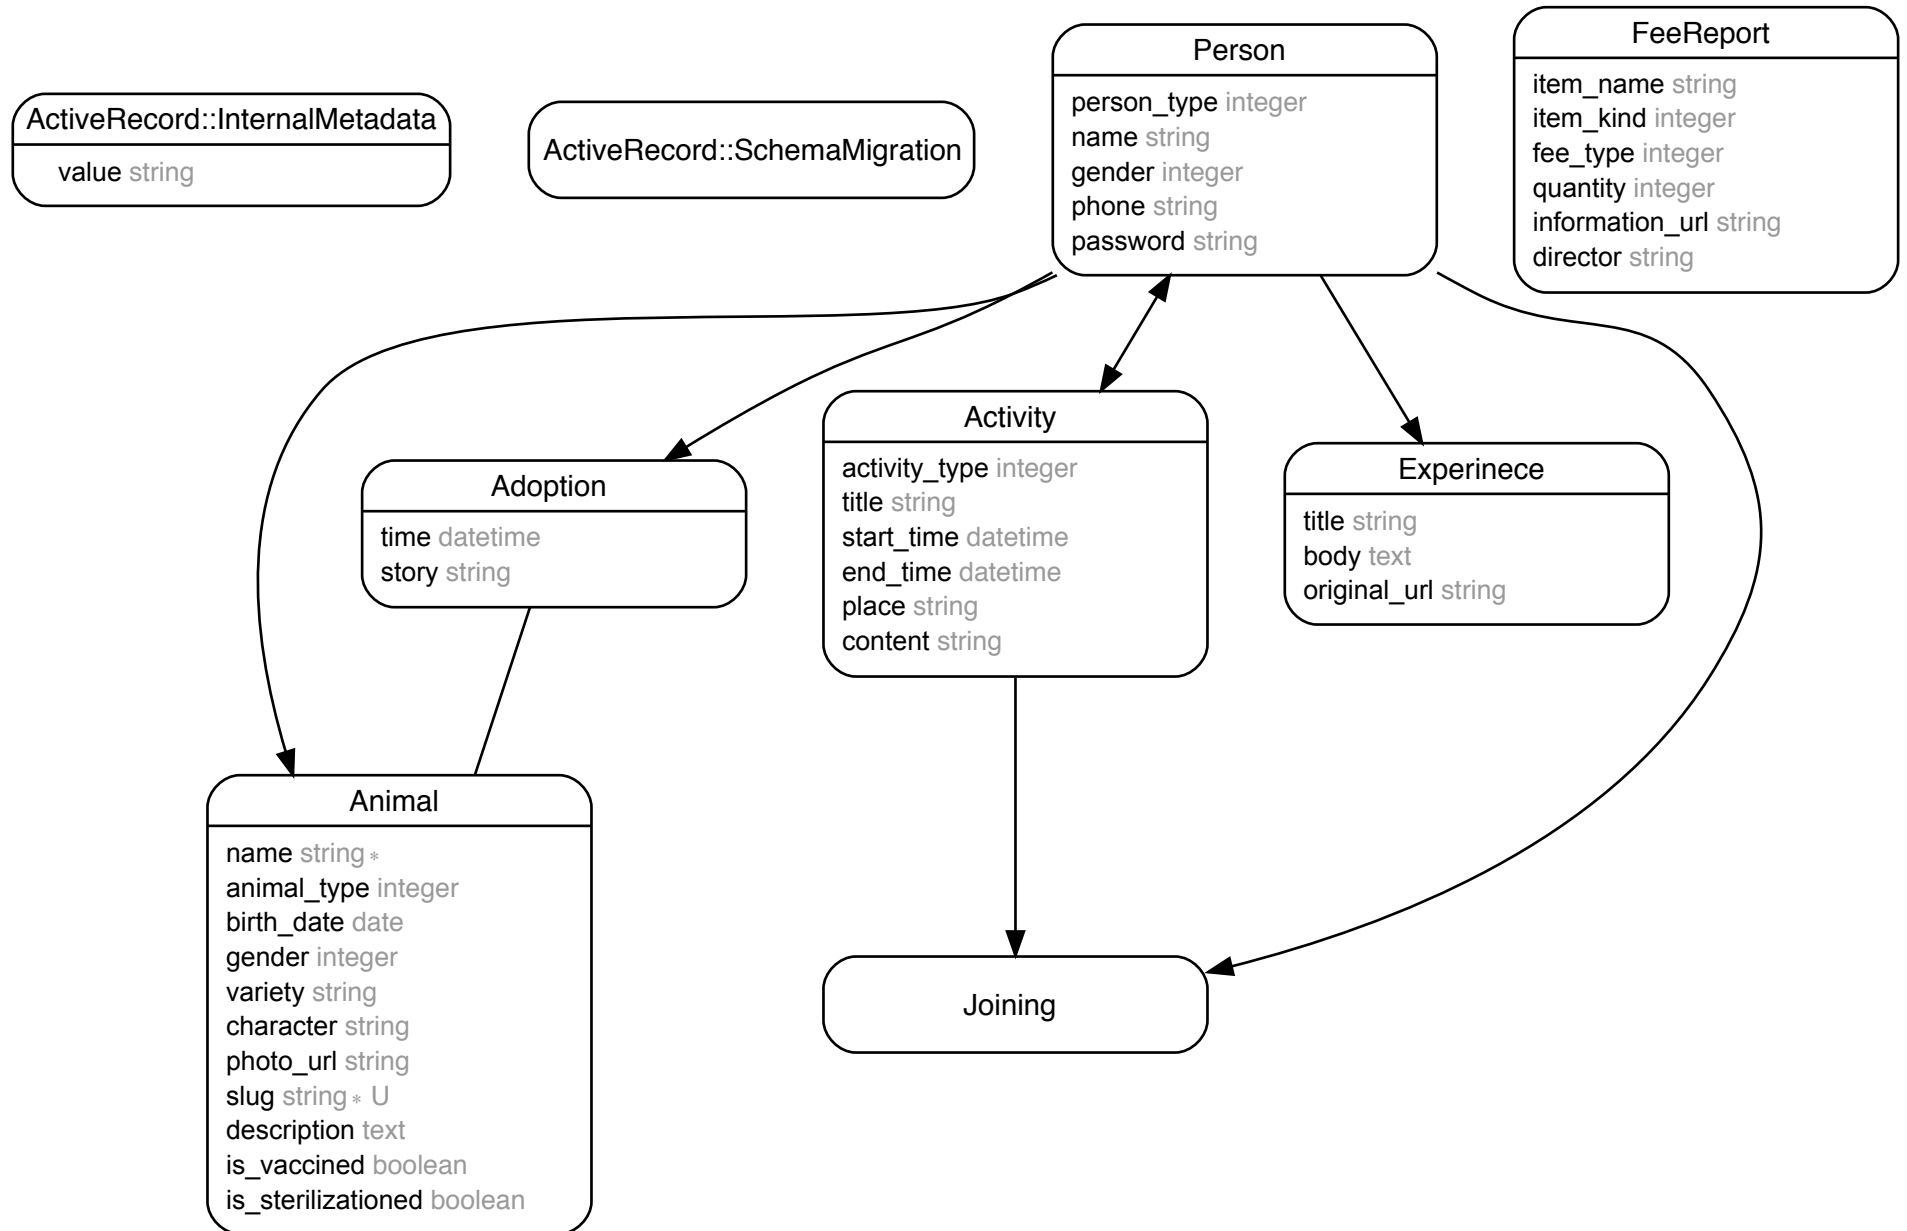 ActiveRecord::InternalMetadata
value string
ActiveRecord::SchemaMigration
Person
person_type integer
name string
gender integer
phone string
password string
FeeReport
item_name string
item_kind integer
fee_type integer
quantity integer
information_url string
director string
Adoption
time datetime
story string
Activity
activity_type integer
title string
start_time datetime
end_time datetime
place string
content string
Experinece
title string
body text
original_url string
Animal
name string *
animal_type integer
birth_date date
gender integer
variety string
character string
photo_url string
slug string * U
description text
is_vaccined boolean
is_sterilizationed boolean
Joining